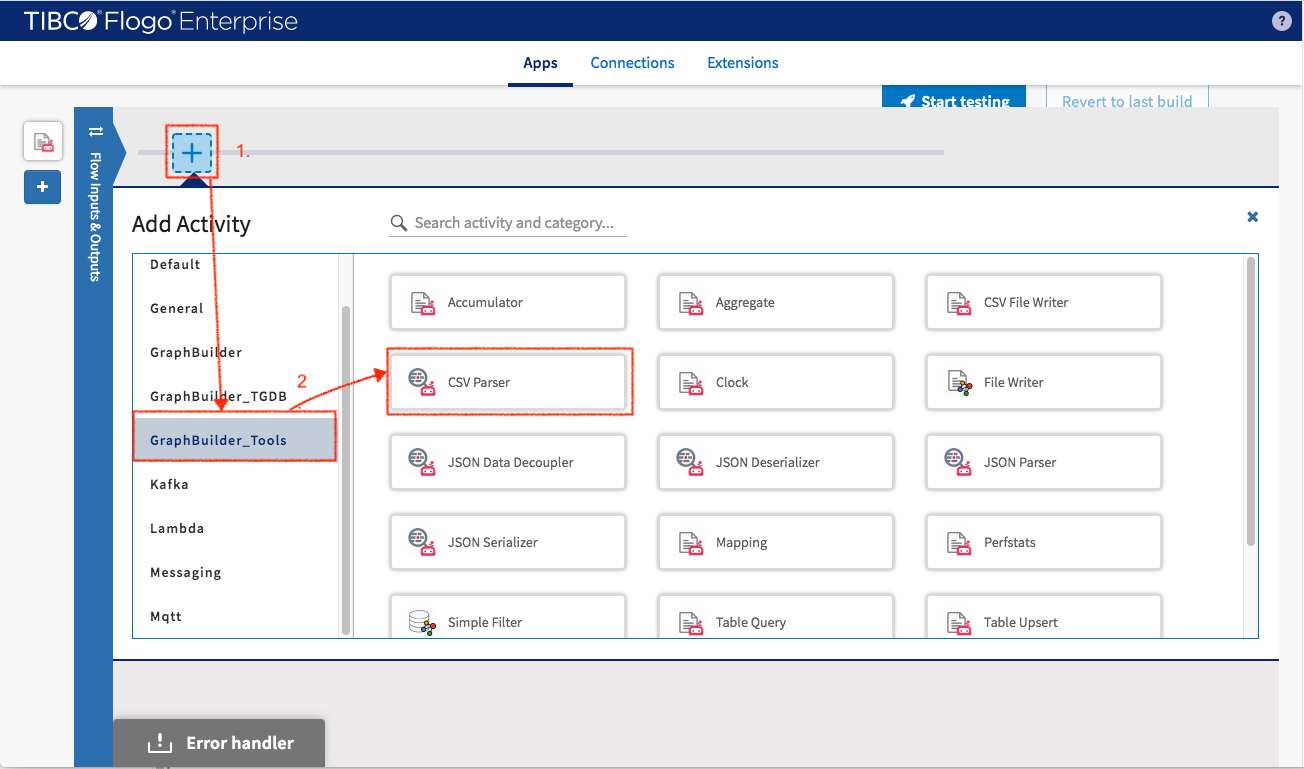 TIBCO® Flogo® Enterprise
?
Apps Connections Extensions
Start testing Revert to last build
1.
Flow Inputs & Outputs
Add Activity
Search activity and category...
Default
General
GraphBuilder
GraphBuilder_TGDB
GraphBuilder_Tools
Kafka
Lambda
Messaging
Mqtt
2
Accumulator Aggregate CSV File Writer
CSV Parser Clock File Writer
JSON Data Decoupler JSON Deserializer JSON Parser
JSON Serializer Mapping Perfstats
Simple Filter Table Query Table Upsert
Error handler